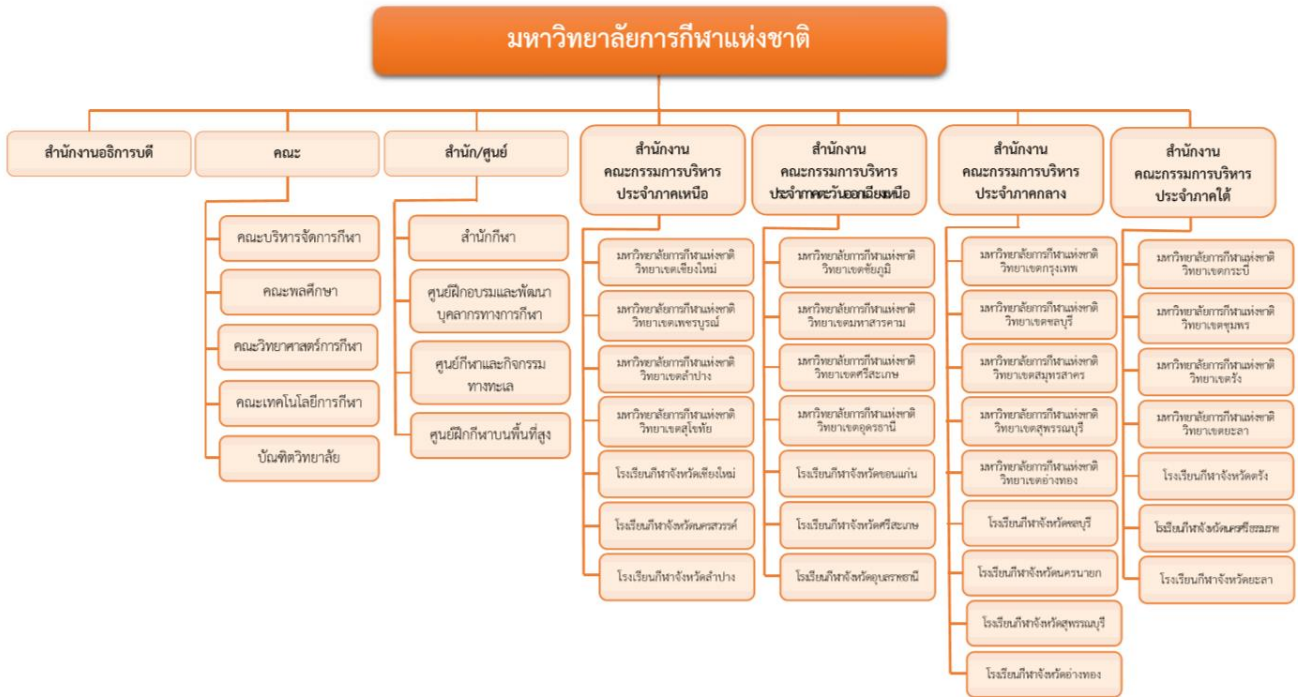 มหาวิทยาลัยการกีฬาแห่งชาติ
สำนักงานอธิการบดี
คณะ
คณะบริหารจัดการกีฬา
คณะพลศึกษา
คณะวิทยาศาสตร์การกีฬา
คณะเทคโนโลยีการกีฬา
บัณฑิตวิทยาลัย
สำนัก/ศูนย์
สำนักกีฬา
ศูนย์ฝึกอบรมและพัฒนา
บุคลากรทางการกีฬา
ศูนย์กีฬาและกิจกรรม
ทางทะเล
ศูนย์ฝึกกีฬาบนพื้นที่สูง
สำนักงาน
คณะกรรมการบริหาร
ประจำภาคเหนือ
มหาวิทยาลัยการกีฬาแห่งชาติ
วิทยาเขตเชียงใหม่
มหาวิทยาลัยการกีฬาแห่งชาติ
วิทยาเขตเพชรบูรณ์
มหาวิทยาลัยการกีฬาแห่งชาติ
วิทยาเขตลำปาง
มหาวิทยาลัยการกีฬาแห่งชาติ
วิทยาเขตสุโขทัย
โรงเรียนกีฬาจังหวัดเชียงใหม่
โรงเรียนกีฬาจังหวัดนครสวรรค์
โรงเรียนกีฬาจังหวัดลำปาง
สำนักงาน
คณะกรรมการบริหาร
ประจำภาคตะวันออกเฉียงเหนือ
มหาวิทยาลัยการกีฬาแห่งชาติ
วิทยาเขตชัยภูมิ
มหาวิทยาลัยการกีฬาแห่งชาติ
วิทยาเขตมหาสารคาม
มหาวิทยาลัยการกีฬาแห่งชาติ
วิทยาเขตศรีสะเกษ
มหาวิทยาลัยการกีฬาแห่งชาติ
วิทยาเขตอุดรธานี
โรงเรียนกีฬาจังหวัดขอนแก่น
โรงเรียนกีฬาจังหวัดศรีสะเกษ
โรงเรียนกีฬาจังหวัดอุบลราชธานี
สำนักงาน
คณะกรรมการบริหาร
ประจำภาคกลาง
มหาวิทยาลัยการกีฬาแห่งชาติ
วิทยาเขตกรุงเทพ
มหาวิทยาลัยการกีฬาแห่งชาติ
วิทยาเขตชลบุรี
มหาวิทยาลัยการกีฬาแห่งชาติ
วิทยาเขตสมุทรสาคร
มหาวิทยาลัยการกีฬาแห่งชาติ
วิทยาเขตสุพรรณบุรี
มหาวิทยาลัยการกีฬาแห่งชาติ
วิทยาเขตอ่างทอง
โรงเรียนกีฬาจังหวัดชลบุรี
โรงเรียนกีฬาจังหวัดนครนายก
โรงเรียนกีฬาจังหวัดสุพรรณบุรี
โรงเรียนกีฬาจังหวัดอ่างทอง
สำนักงาน
คณะกรรมการบริหาร
ประจำภาคใต้
มหาวิทยาลัยการกีฬาแห่งชาติ
วิทยาเขตกระบี่
มหาวิทยาลัยการกีฬาแห่งชาติ
วิทยาเขตชุมพร
มหาวิทยาลัยการกีฬาแห่งชาติ
วิทยาเขตรัง
มหาวิทยาลัยการกีฬาแห่งชาติ
วิทยาเขตยะลา
โรงเรียนกีฬาจังหวัดตรัง
โรงเรียนกีฬาจังหวัดนครศรีธรรมราช
โรงเรียนกีฬาจังหวัดยะลา